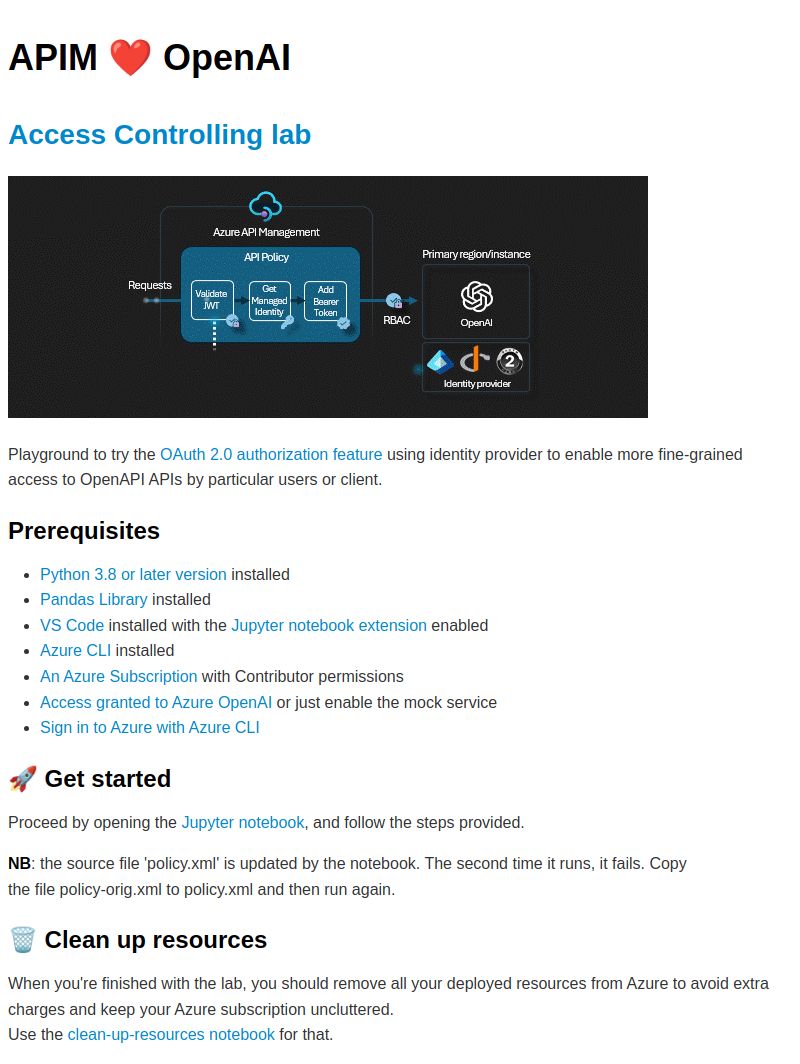 APIM ❤️ OpenAI
Access Controlling lab
Azure API Management
API Policy
Primary region/instance
Requests
Validate
JWT
Get
Managed
Identity
Add
Bearer
Token
RBAC
OpenAI
2
Identity provider
Playground to try the OAuth 2.0 authorization feature using identity provider to enable more fine-grained
access to OpenAPI APIs by particular users or client.
Prerequisites
• Python 3.8 or later version installed
• Pandas Library installed
• VS Code installed with the Jupyter notebook extension enabled
• Azure CLI installed
• An Azure Subscription with Contributor permissions
• Access granted to Azure OpenAI or just enable the mock service
• Sign in to Azure with Azure CLI
🚀 Get started
Proceed by opening the Jupyter notebook, and follow the steps provided.
NB: the source file 'policy.xml' is updated by the notebook. The second time it runs, it fails. Copy
the file policy-orig.xml to policy.xml and then run again.
🗑️ Clean up resources
When you're finished with the lab, you should remove all your deployed resources from Azure to avoid extra
charges and keep your Azure subscription uncluttered.
Use the clean-up-resources notebook for that.